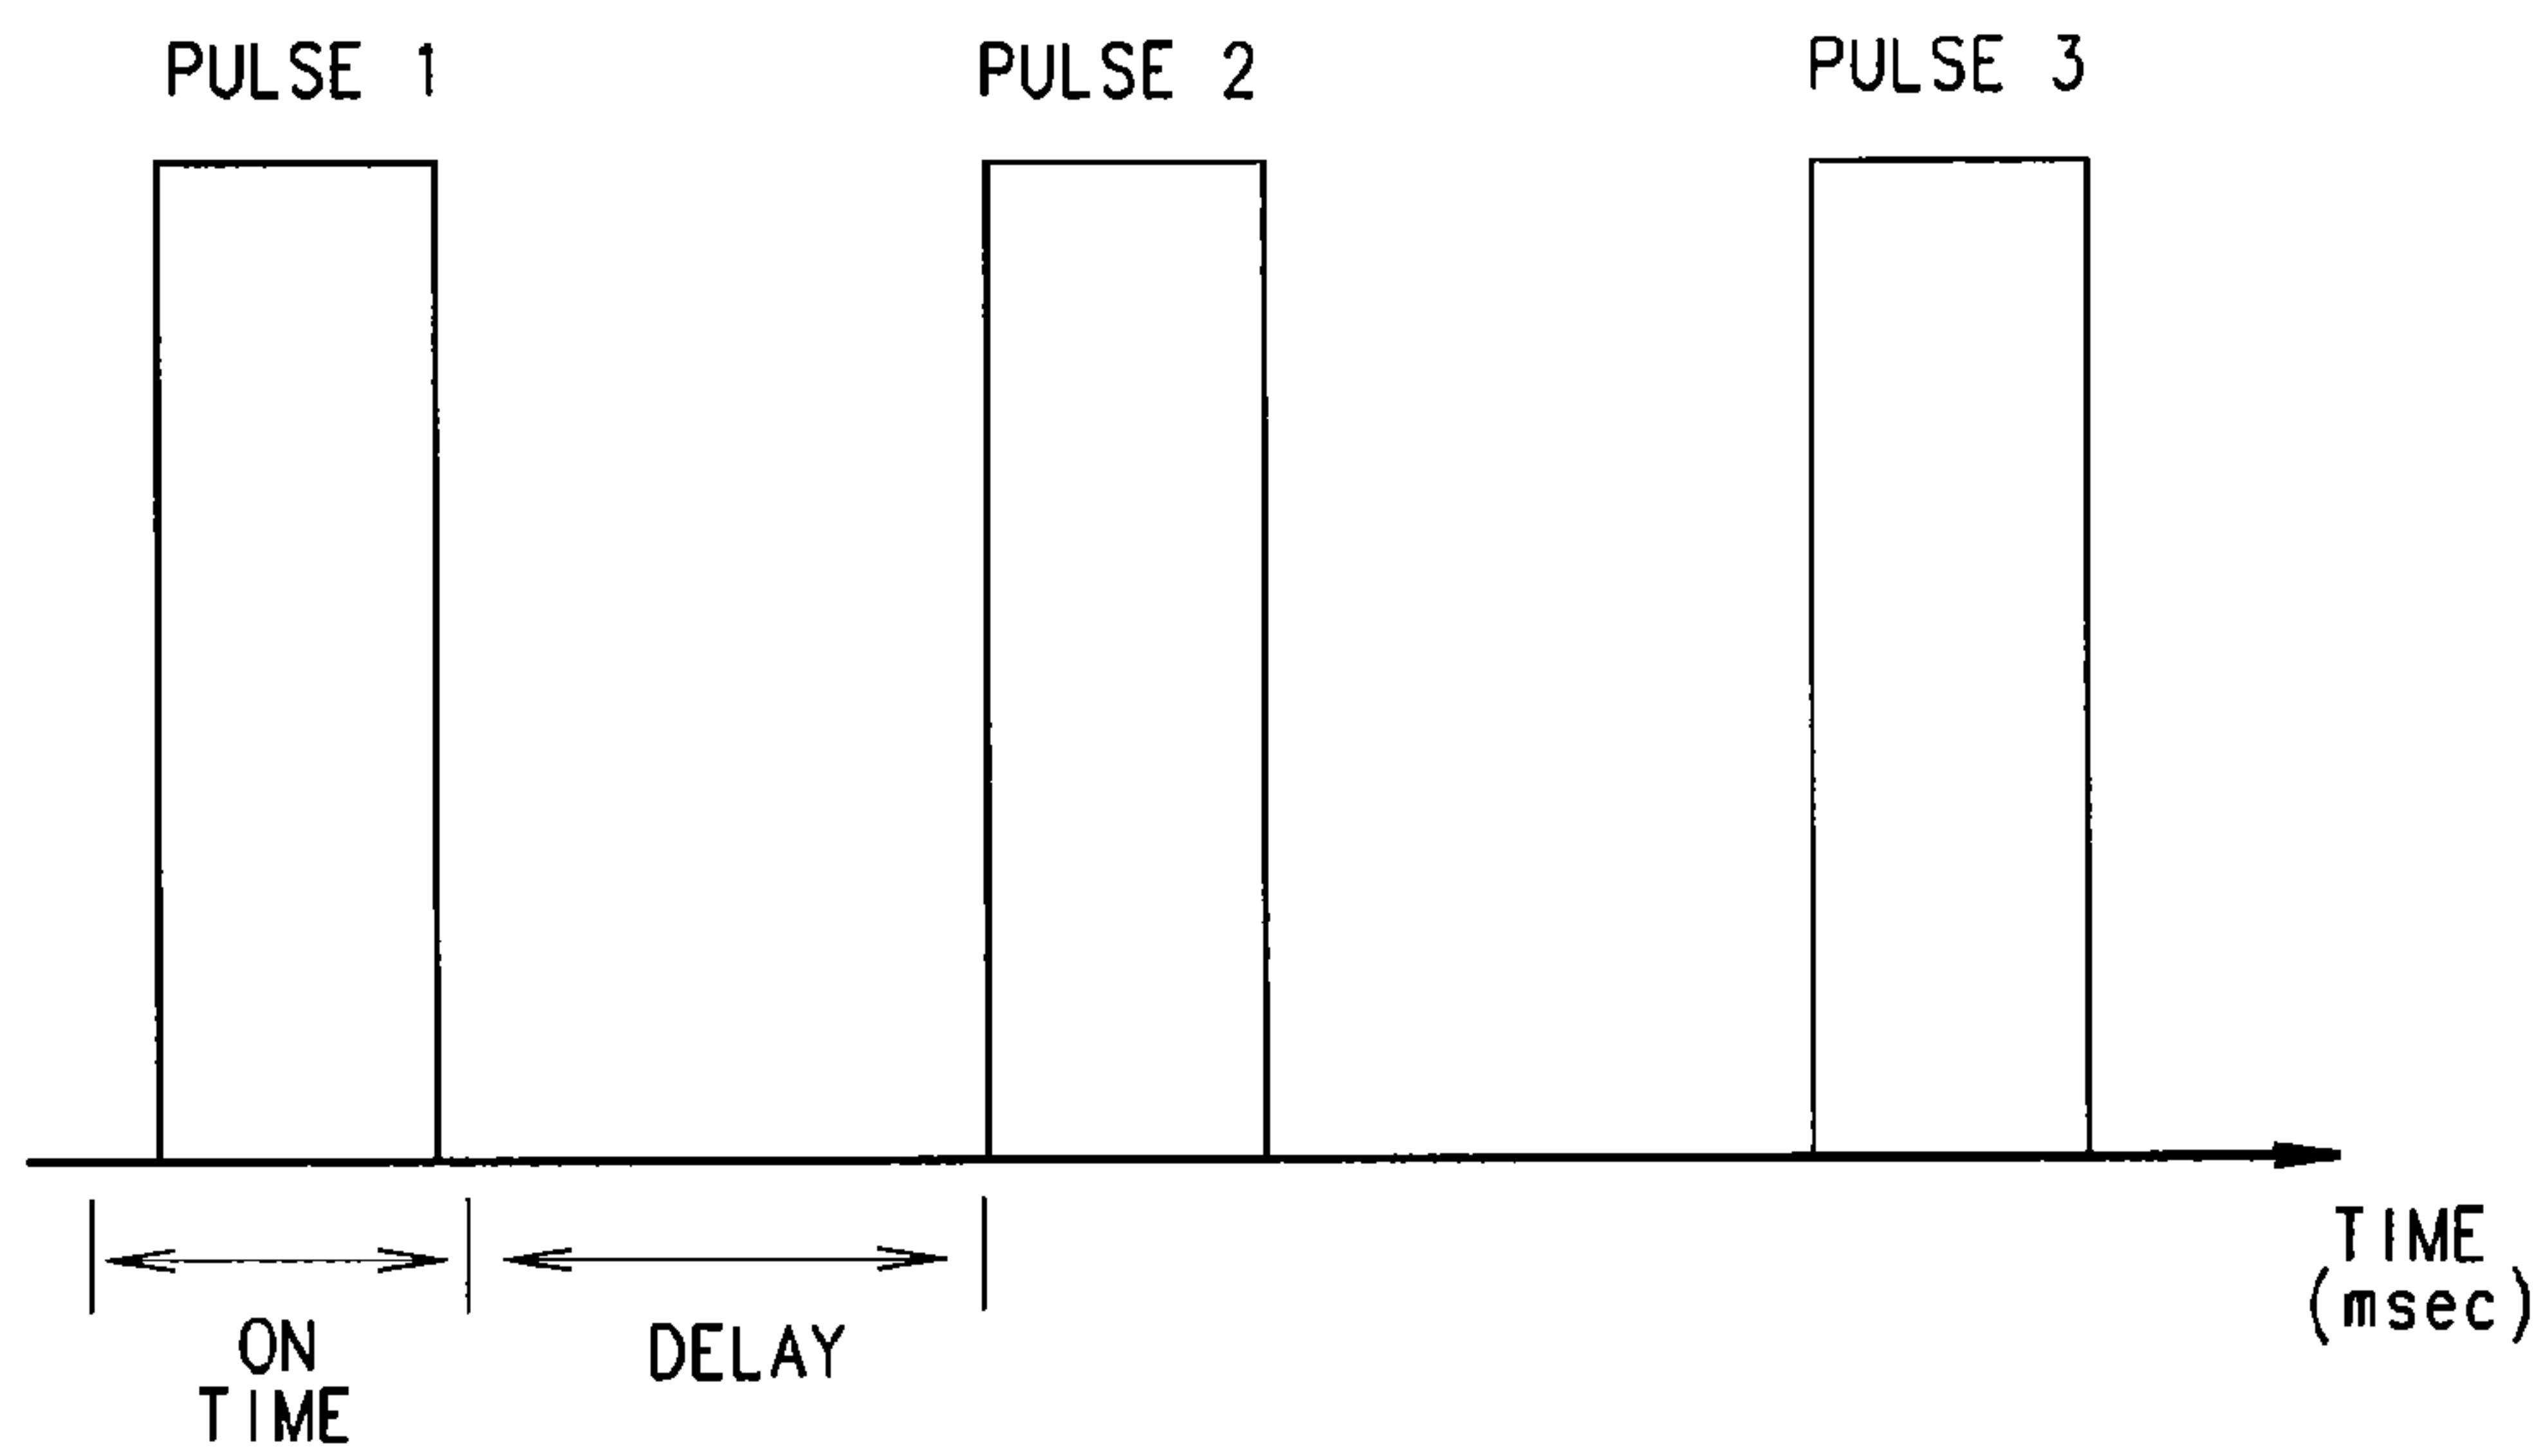 PULSE 1
PULSE 2
PULSE 3
TIME
(msec)
ON
TIME
DELAY